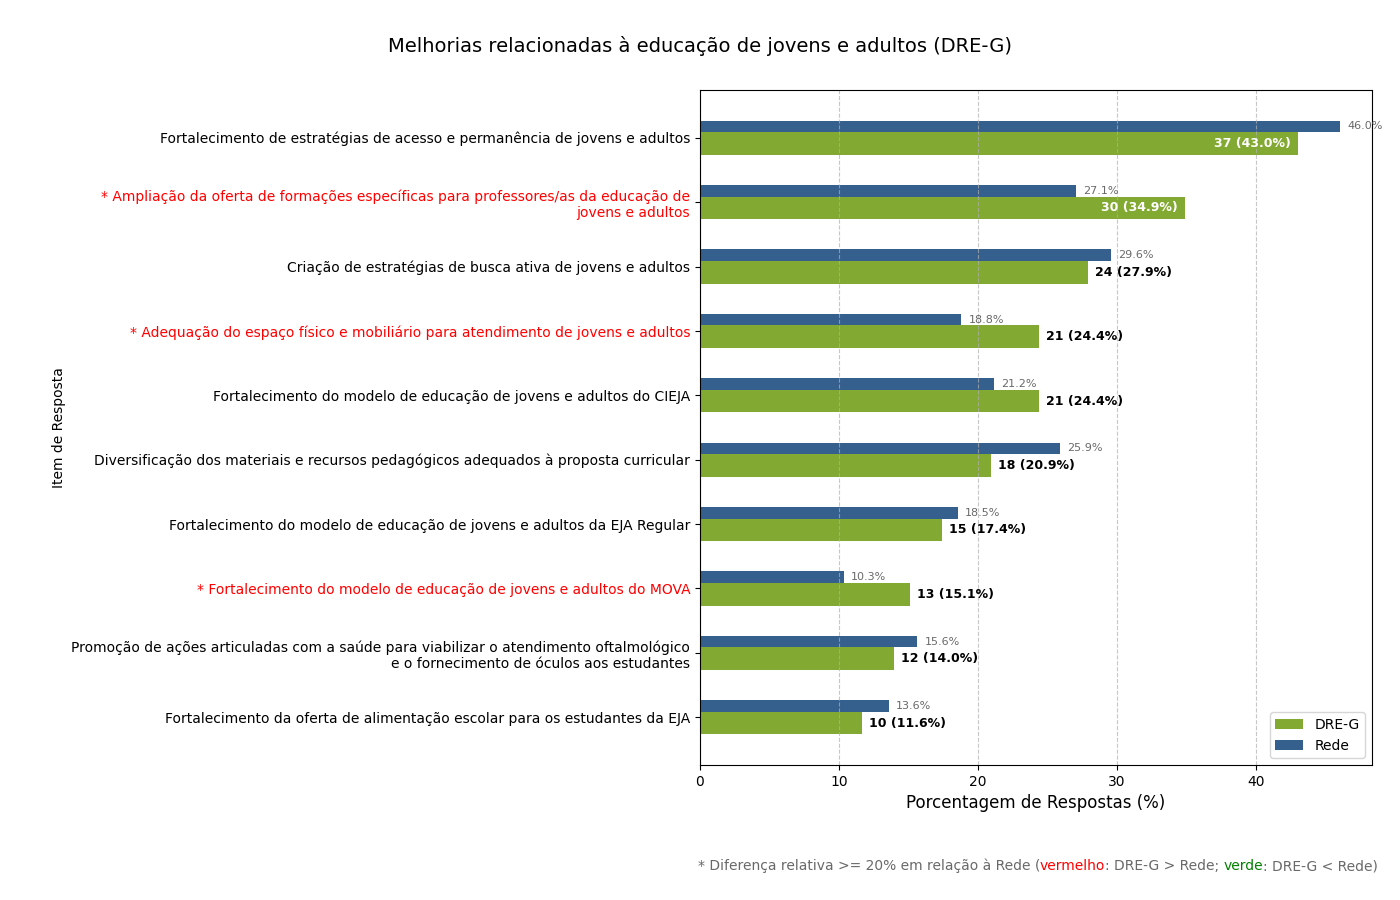 Melhorias relacionadas à educação de jovens e adultos (DRE-G)
Fortalecimento de estratégias de acesso e permanência de jovens e adultos
46.0%
37 (43.0%)
* Ampliação da oferta de formações específicas para professores/as da educação de
jovens e adultos
27.1%
30 (34.9%)
Criação de estratégias de busca ativa de jovens e adultos
29.6%
24 (27.9%)
* Adequação do espaço físico e mobiliário para atendimento de jovens e adultos
18.8%
21 (24.4%)
Fortalecimento do modelo de educação de jovens e adultos do CIEJA
21.2%
21 (24.4%)
Diversificação dos materiais e recursos pedagógicos adequados à proposta curricular
25.9%
18 (20.9%)
Fortalecimento do modelo de educação de jovens e adultos da EJA Regular
18.5%
15 (17.4%)
* Fortalecimento do modelo de educação de jovens e adultos do MOVA
10.3%
13 (15.1%)
Promoção de ações articuladas com a saúde para viabilizar o atendimento oftalmológico
e o fornecimento de óculos aos estudantes
15.6%
12 (14.0%)
Fortalecimento da oferta de alimentação escolar para os estudantes da EJA
13.6%
10 (11.6%)
Item de Resposta
DRE-G
Rede
0 10 20 30 40
Porcentagem de Respostas (%)
* Diferença relativa >= 20% em relação à Rede (vermelho: DRE-G > Rede; verde: DRE-G < Rede)